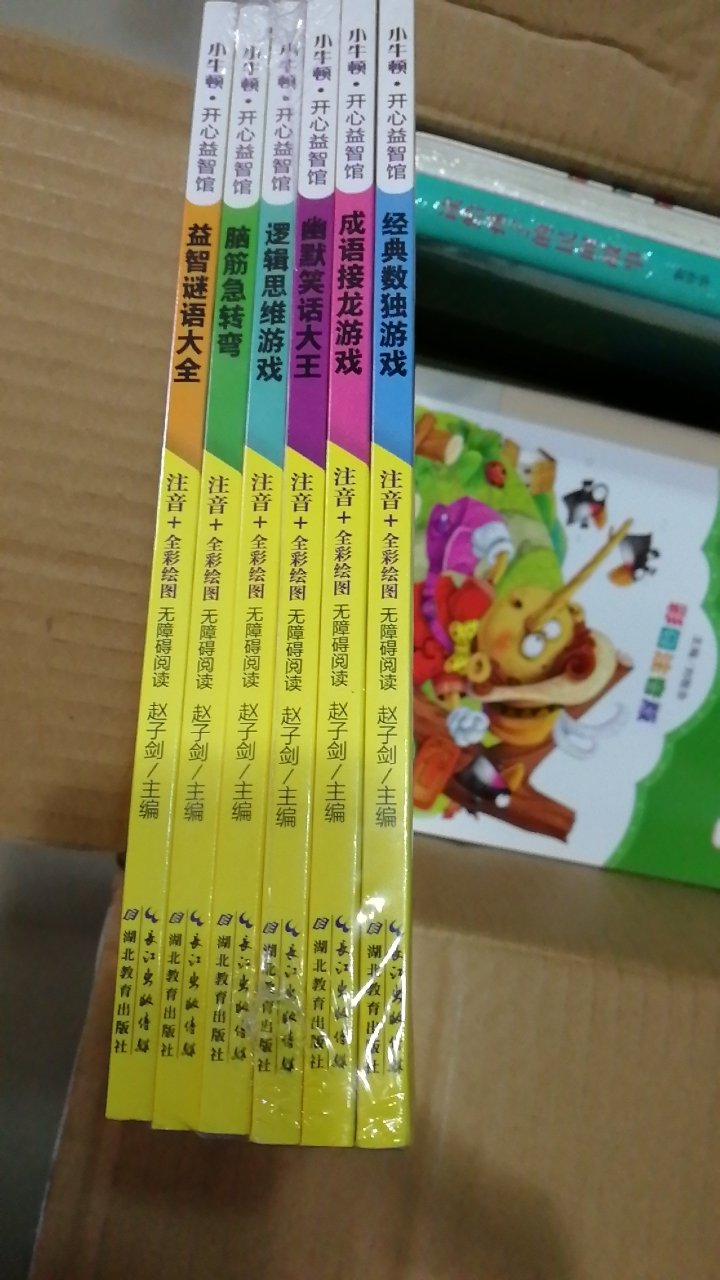 小牛顿·开心益智馆
益智谜语大全
注音+全彩绘图
无障碍阅读
赵子剑/主编
长江出版传媒
湖北教育出版社
小牛顿·开心益智馆
脑筋急转弯
注音+全彩绘图
无障碍阅读
赵子剑/主编
长江出版传媒
湖北教育出版社
小牛顿·开心益智馆
逻辑思维游戏
注音+全彩绘图
无障碍阅读
赵子剑/主编
长江出版传媒
湖北教育出版社
小牛顿·开心益智馆
幽默笑话大王
注音+全彩绘图
无障碍阅读
赵子剑/主编
长江出版传媒
湖北教育出版社
小牛顿·开心益智馆
成语接龙游戏
注音+全彩绘图
无障碍阅读
赵子剑/主编
长江出版传媒
湖北教育出版社
小牛顿·开心益智馆
经典数独游戏
注音+全彩绘图
无障碍阅读
赵子剑/主编
长江出版传媒
湖北教育出版社
彩图注音版